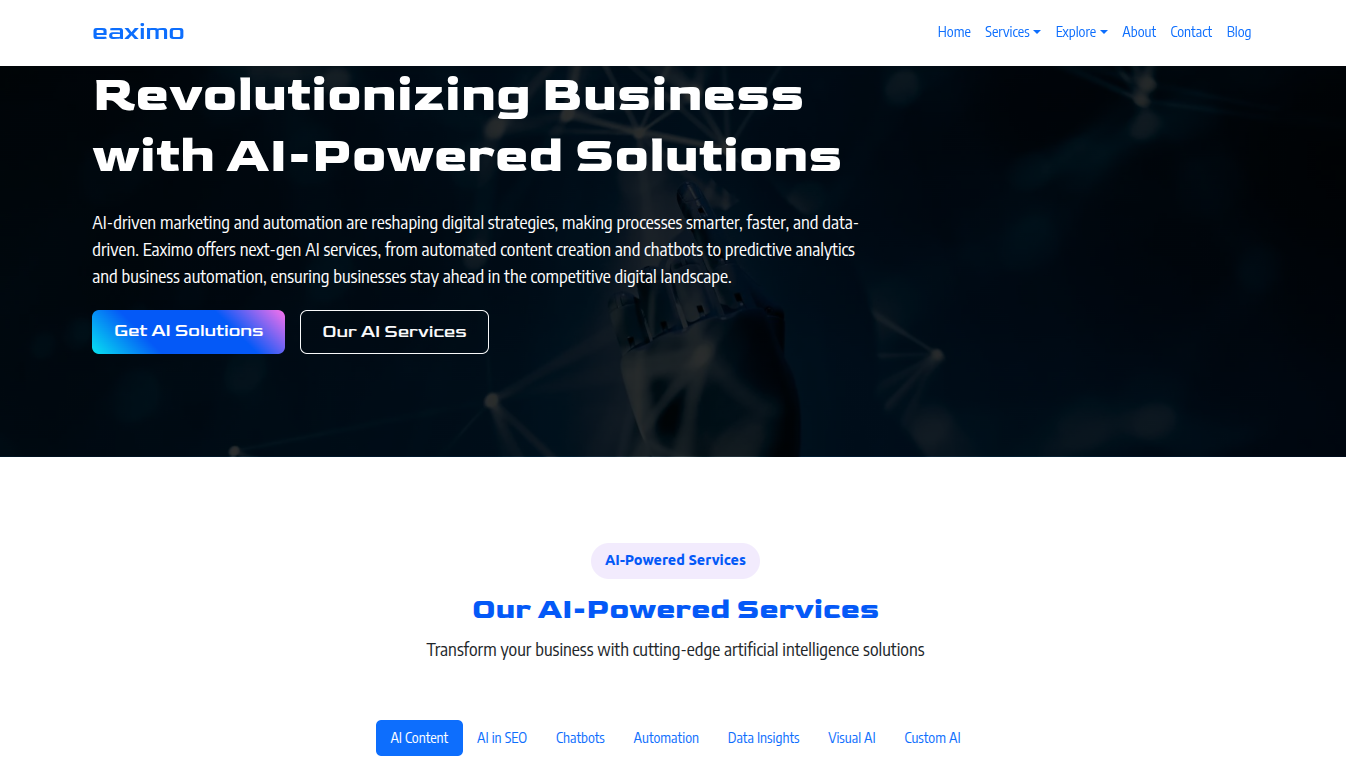 eaximo
Home Services Explore About Contact Blog
Revolutionizing Business
with AI-Powered Solutions
AI-driven marketing and automation are reshaping digital strategies, making processes smarter, faster, and data-
driven. Eaximo offers next-gen AI services, from automated content creation and chatbots to predictive analytics
and business automation, ensuring businesses stay ahead in the competitive digital landscape.
Get AI Solutions Our AI Services
AI-Powered Services
Our AI-Powered Services
Transform your business with cutting-edge artificial intelligence solutions
AI Content AI in SEO Chatbots Automation Data Insights Visual AI Custom AI